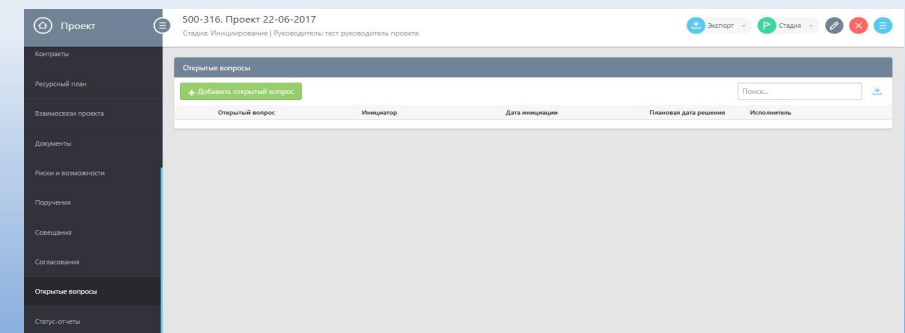 Проект
500-316. Проект 22-06-2017
Стадия: Инициирование | Руководитель: тест руководитель проекта
Экспорт
Стадия
Контракты
Ресурсный план
Взаимосвязи проекта
Документы
Риски и возможности
Поручения
Совещания
Согласования
Открытые вопросы
Статус-отчеты
Открытые вопросы
+ Добавить открытый вопрос
Поиск...
Открытый вопрос Инициатор Дата инициации Плановая дата решения Исполнитель